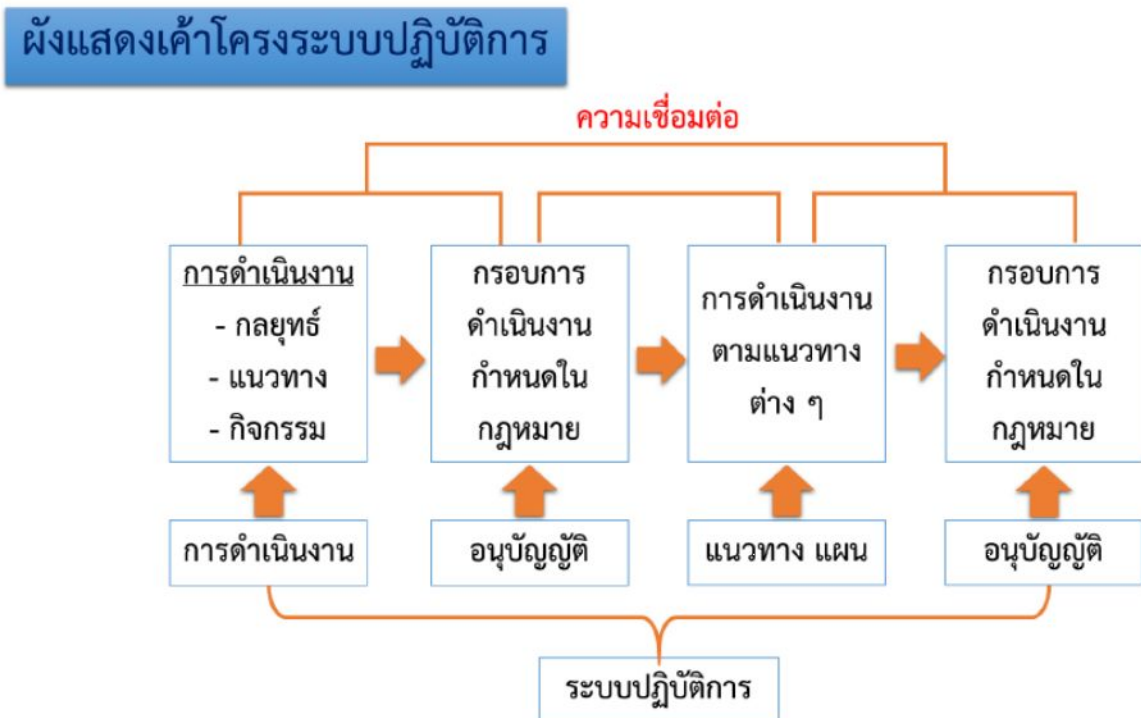 ผังแสดงเค้าโครงระบบปฏิบัติการ
ความเชื่อมต่อ
การดำเนินงาน
- กลยุทธ์
- แนวทาง
- กิจกรรม
กรอบการ
ดำเนินงาน
กำหนดใน
กฎหมาย
การดำเนินงาน
ตามแนวทาง
ต่าง ๆ
กรอบการ
ดำเนินงาน
กำหนดใน
กฎหมาย
การดำเนินงาน
อนุบัญญัติ
แนวทาง แผน
อนุบัญญัติ
ระบบปฏิบัติการ